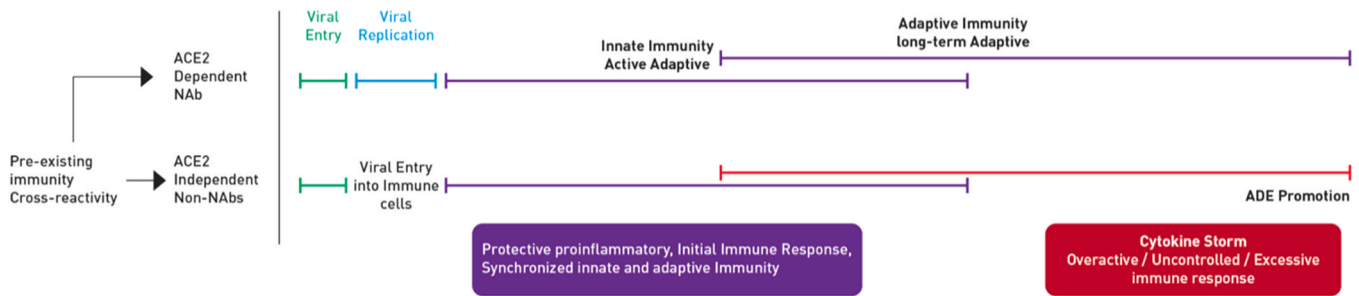 Viral
Entry
Viral
Replication
Innate Immunity
Active Adaptive
Adaptive Immunity
long-term Adaptive
ACE2
Dependent
NAb
Pre-existing
immunity
Cross-reactivity
ACE2
Independent
Non-NAbs
Viral Entry
into Immune
cells
ADE Promotion
Protective proinflammatory, Initial Immune Response,
Synchronized innate and adaptive Immunity
Cytokine Storm
Overactive / Uncontrolled / Excessive
immune response